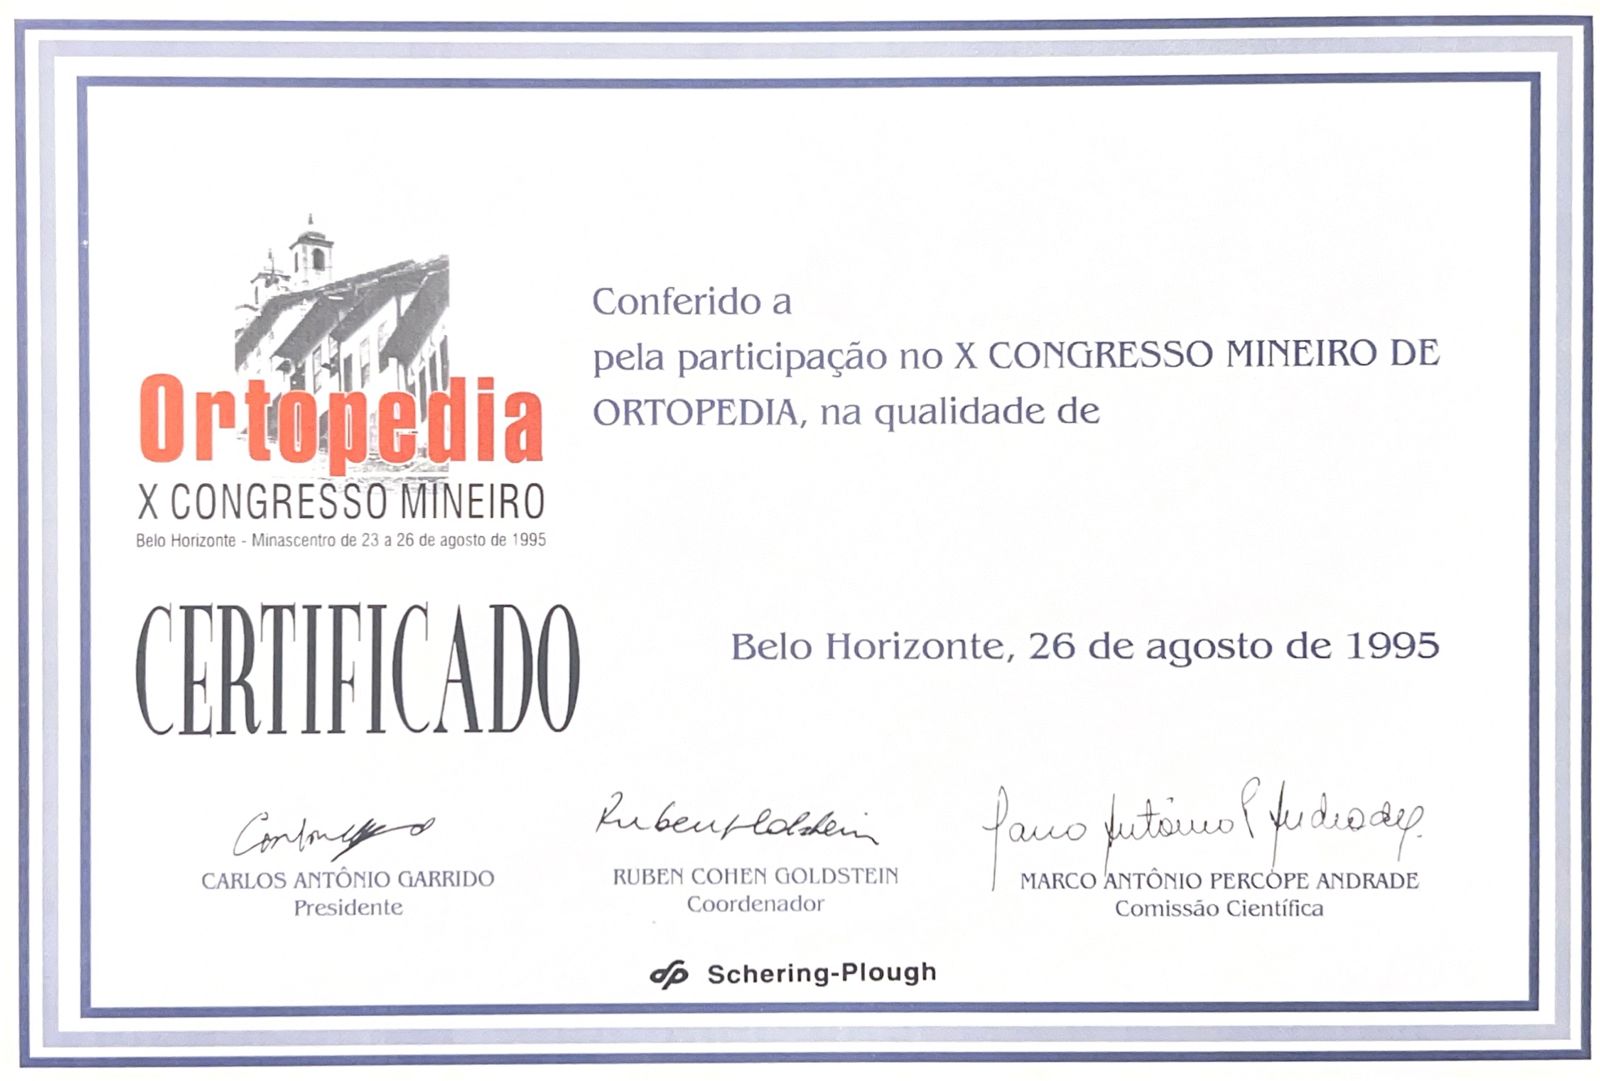 Ortopedia
X CONGRESSO MINEIRO
Belo Horizonte - Minascentro de 23 a 26 de agosto de 1995
CERTIFICADO
Conferido a
pela participação no X CONGRESSO MINEIRO DE
ORTOPEDIA, na qualidade de
Belo Horizonte, 26 de agosto de 1995
Ruben Goldstein
Marco Antônio P Andrade
CARLOS ANTÔNIO GARRIDO
Presidente
RUBEN COHEN GOLDSTEIN
Coordenador
MARCO ANTÔNIO PERCOPE ANDRADE
Comissão Científica
Schering-Plough